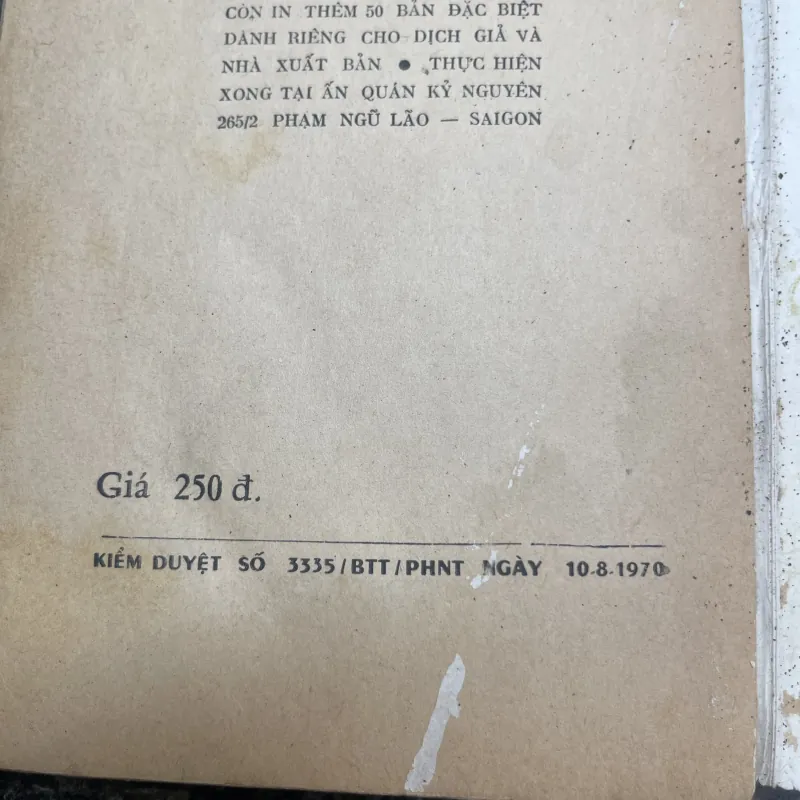 CÒN IN THÊM 50 BẢN ĐẶC BIỆT
DÀNH RIÊNG CHO DỊCH GIẢ VÀ
NHÀ XUẤT BẢN ● THỰC HIỆN
XONG TẠI ẤN QUÁN KỶ NGUYÊN
265/2 PHẠM NGŨ LÃO — SAIGON
Giá 250 đ.
KIỂM DUYỆT SỐ 3335/BTT/PHNT NGÀY 10-8-1970